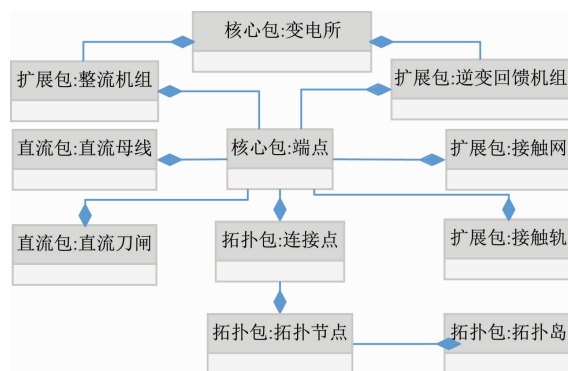 核心包:变电所
扩展包:整流机组
扩展包:逆变回馈机组
直流包:直流母线
核心包:端点
扩展包:接触网
直流包:直流刀闸
拓扑包:连接点
扩展包:接触轨
拓扑包:拓扑节点
拓扑包:拓扑岛